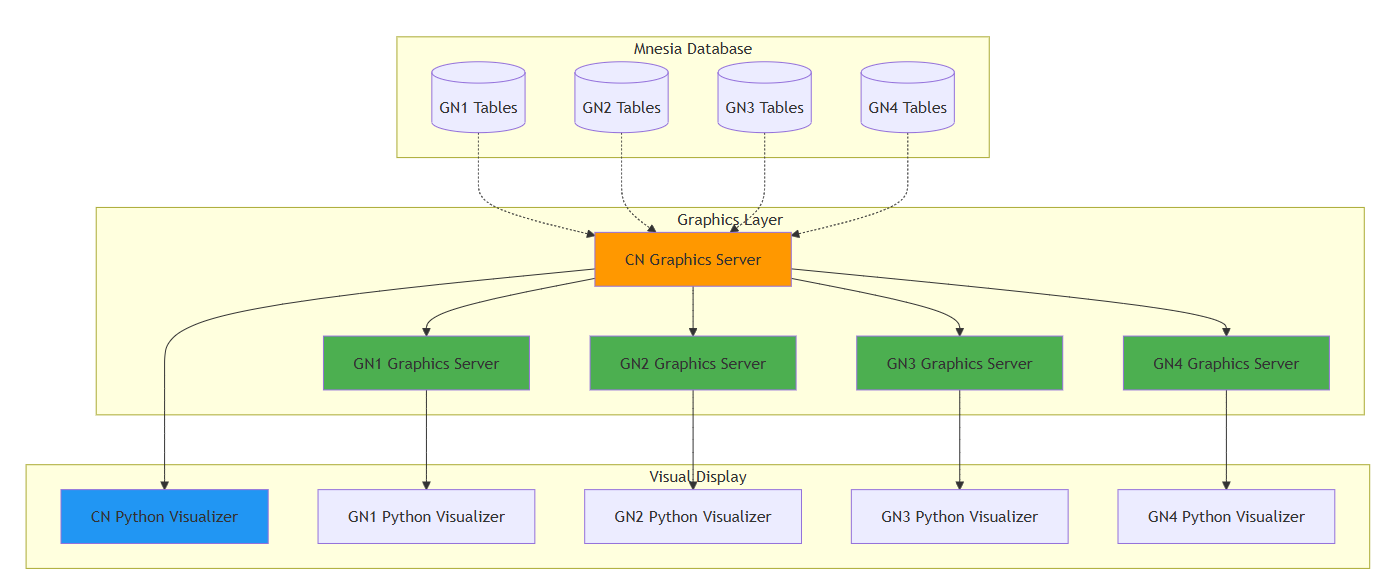 Mnesia Database
GN1 Tables
GN2 Tables
GN3 Tables
GN4 Tables
Graphics Layer
CN Graphics Server
GN1 Graphics Server
GN2 Graphics Server
GN3 Graphics Server
GN4 Graphics Server
Visual Display
CN Python Visualizer
GN1 Python Visualizer
GN2 Python Visualizer
GN3 Python Visualizer
GN4 Python Visualizer